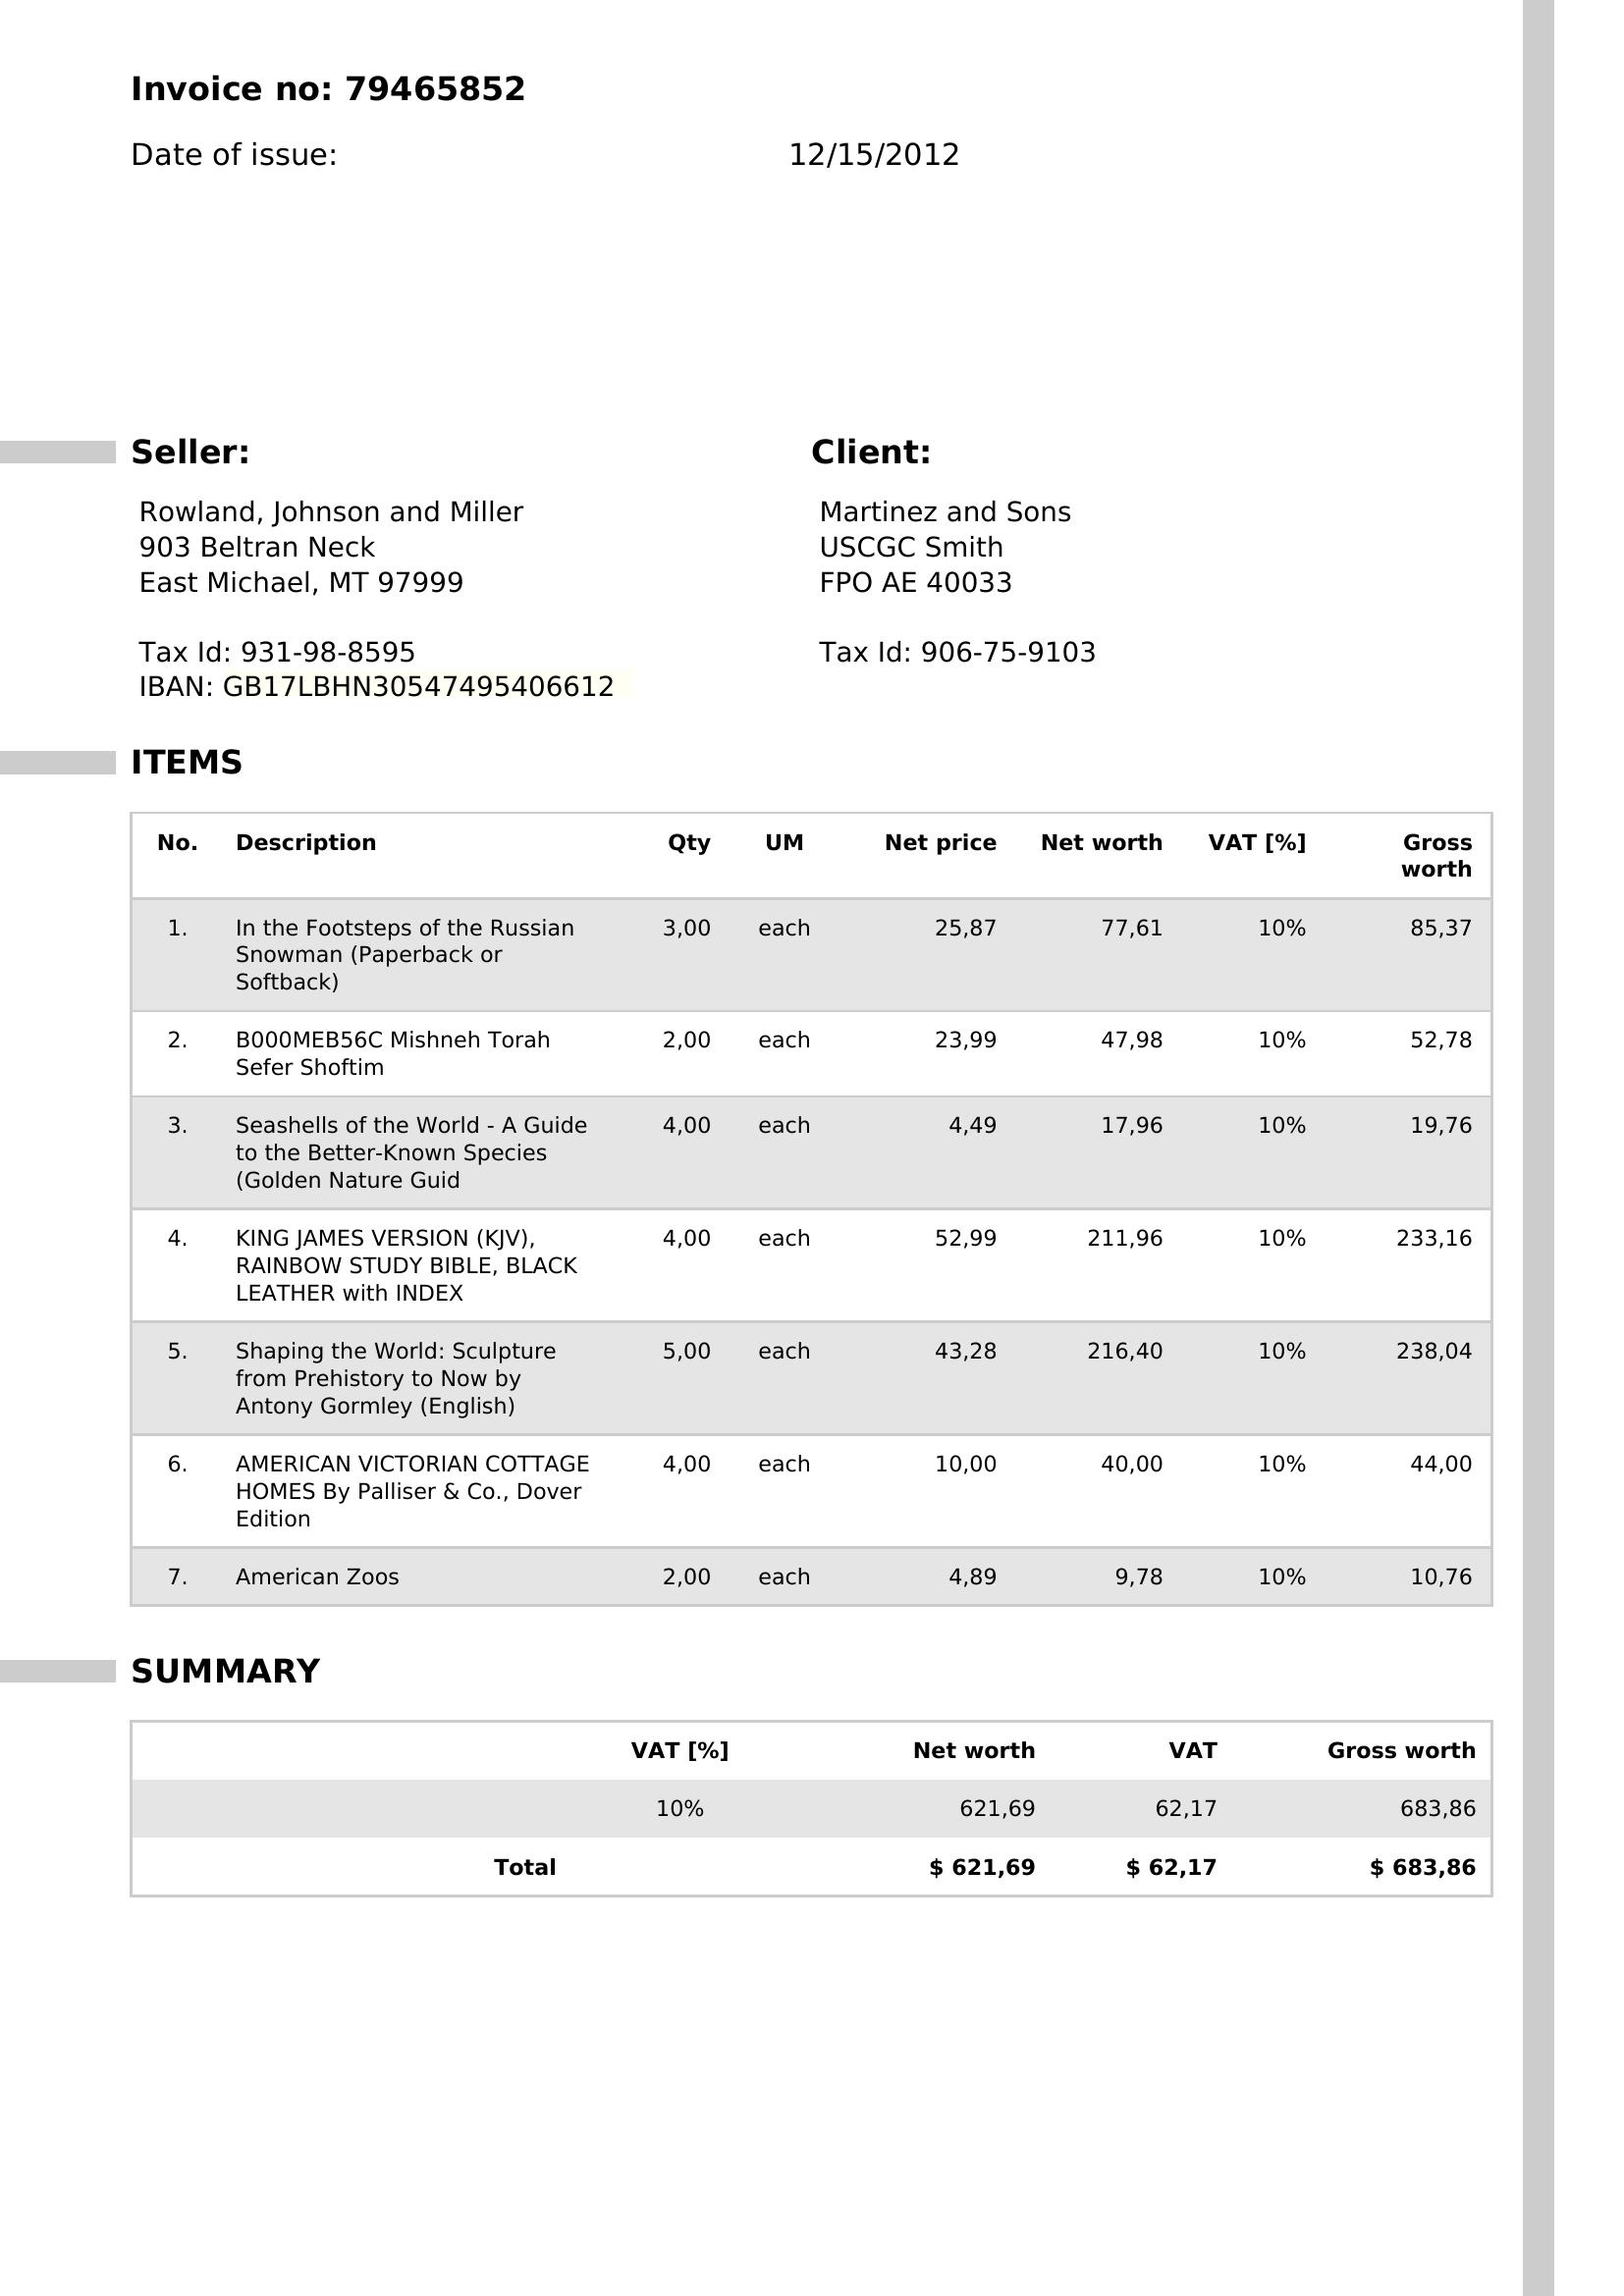 Invoice no: 79465852
Date of issue: 12/15/2012
Seller:
Rowland, Johnson and Miller
903 Beltran Neck
East Michael, MT 97999
Tax Id: 931-98-8595
IBAN: GB17LBHN30547495406612
Client:
Martinez and Sons
USCGC Smith
FPO AE 40033
Tax Id: 906-75-9103
ITEMS
No. Description Qty UM Net price Net worth VAT [%] Gross
worth
1. In the Footsteps of the Russian 3,00 each 25,87 77,61 10% 85,37
Snowman (Paperback or
Softback)
2. B000MEB56C Mishneh Torah 2,00 each 23,99 47,98 10% 52,78
Sefer Shoftim
3. Seashells of the World - A Guide 4,00 each 4,49 17,96 10% 19,76
to the Better-Known Species
(Golden Nature Guid
4. KING JAMES VERSION (KJV), 4,00 each 52,99 211,96 10% 233,16
RAINBOW STUDY BIBLE, BLACK
LEATHER with INDEX
5. Shaping the World: Sculpture 5,00 each 43,28 216,40 10% 238,04
from Prehistory to Now by
Antony Gormley (English)
6. AMERICAN VICTORIAN COTTAGE 4,00 each 10,00 40,00 10% 44,00
HOMES By Palliser & Co., Dover
Edition
7. American Zoos 2,00 each 4,89 9,78 10% 10,76
SUMMARY
VAT [%] Net worth VAT Gross worth
10% 621,69 62,17 683,86
Total $ 621,69 $ 62,17 $ 683,86